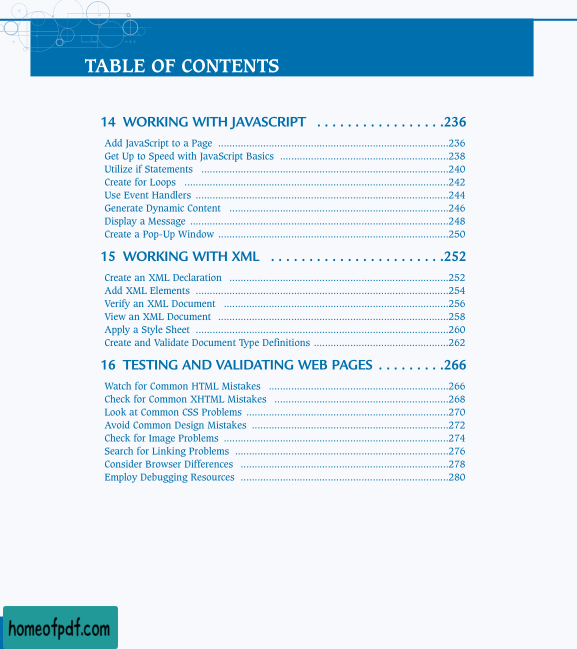 TABLE OF CONTENTS
14 WORKING WITH JAVASCRIPT . . . . . . . . . . . . . . . . .236
Add JavaScript to a Page ....................................................................................236
Get Up to Speed with JavaScript Basics .............................................................238
Utilize if Statements ..........................................................................................240
Create for Loops ................................................................................................242
Use Event Handlers ............................................................................................244
Generate Dynamic Content ................................................................................246
Display a Message ..............................................................................................248
Create a Pop-Up Window ....................................................................................250
15 WORKING WITH XML . . . . . . . . . . . . . . . . . . . . . . .252
Create an XML Declaration ................................................................................252
Add XML Elements ............................................................................................254
Verify an XML Document ..................................................................................256
View an XML Document ....................................................................................258
Apply a Style Sheet ............................................................................................260
Create and Validate Document Type Definitions ................................................262
16 TESTING AND VALIDATING WEB PAGES . . . . . . . . .266
Watch for Common HTML Mistakes ..................................................................266
Check for Common XHTML Mistakes ................................................................268
Look at Common CSS Problems ..........................................................................270
Avoid Common Design Mistakes ........................................................................272
Check for Image Problems ..................................................................................274
Search for Linking Problems ..............................................................................276
Consider Browser Differences ............................................................................278
Employ Debugging Resources ............................................................................280
homeofpdf.com